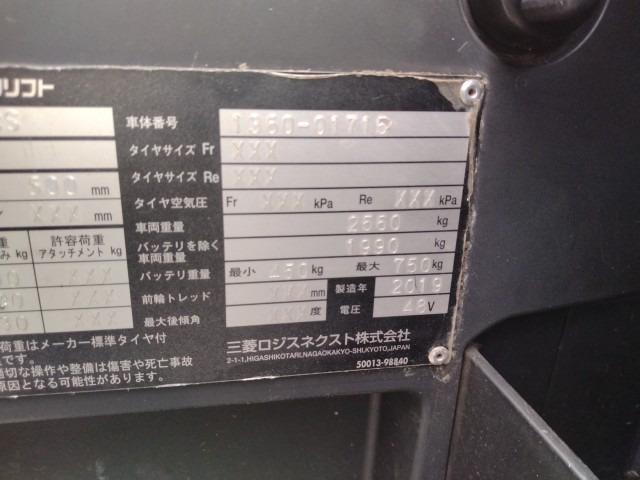 リフト
S 車体番号 1360-01715
タイヤサイズ Fr XXX
タイヤサイズ Re XXX
500 mm タイヤ空気圧 Fr XXX kPa Re XXX kPa
XXX mm 車両重量 2560 kg
許容荷重 アタッチメント kg バッテリを除く車両重量 1990 kg
XXX バッテリ重量 最小 450 kg 最大 750 kg
XXX 前輪トレッド XXX mm 製造年 2019
XXX 最大後傾角 XXX 度 電圧 48 V
荷重はメーカー標準タイヤ付
です。
適切な操作や整備は傷害や死亡事故
原因となる可能性があります。
三菱ロジスネクスト株式会社
2-1-1,HIGASHIKOTARI,NAGAOKAKYO-SHI,KYOTO,JAPAN
50013-98840